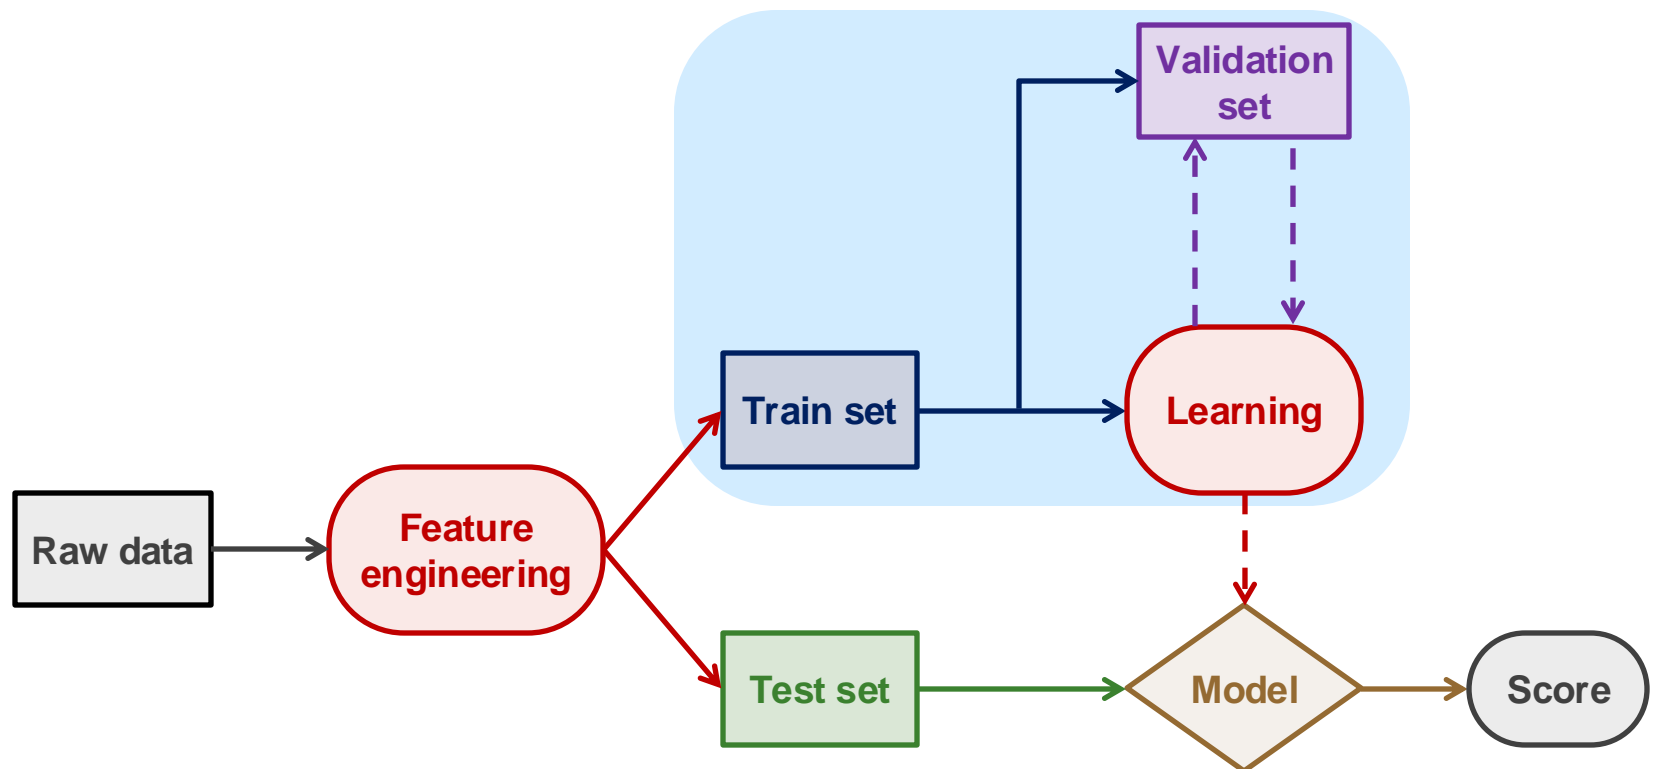 Validation
set
Train set
Learning
Raw data
Feature
engineering
Test set
Model
Score